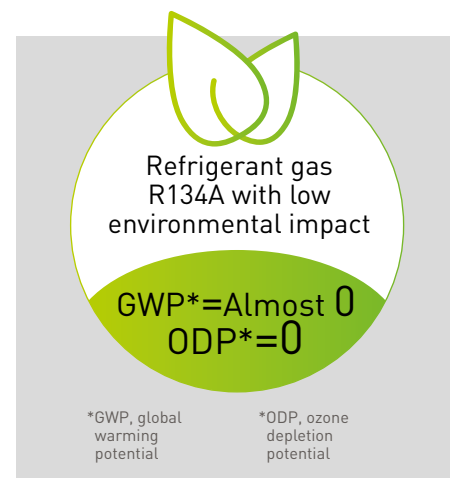 Refrigerant gas
R134A with low
environmental impact
GWP*=Almost 0
ODP*=0
*GWP, global
warming
potential
*ODP, ozone
depletion
potential